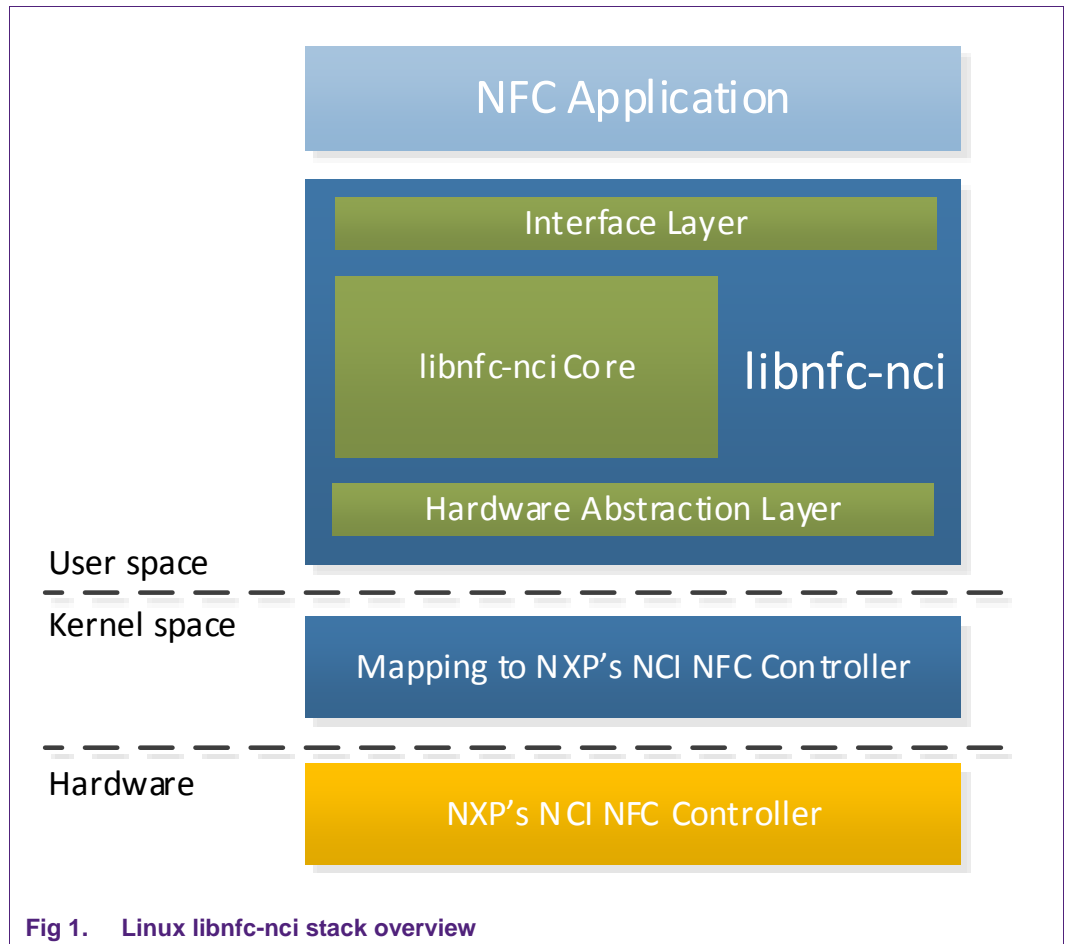 NFC Application
Interface Layer
libnfc-nci Core
libnfc-nci
Hardware Abstraction Layer
User space
Kernel space
Mapping to NXP’s NCI NFC Controller
Hardware
NXP’s NCI NFC Controller
Fig 1. Linux libnfc-nci stack overview